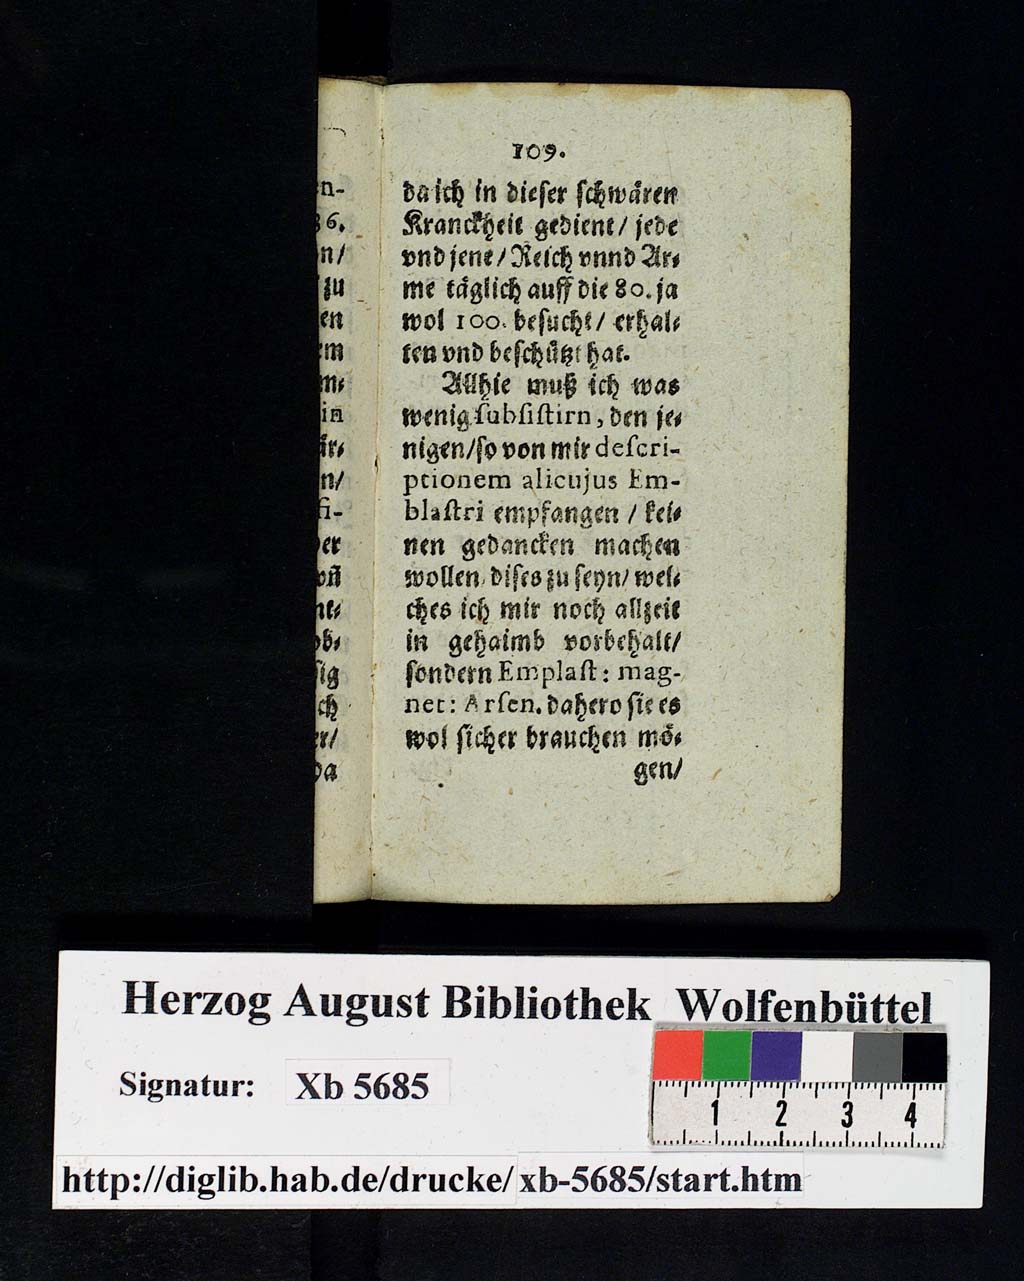 109.
da ich in dieser schwären
Kranckheit gedient / jede
vnd jene / Reich vnnd Ar-
me täglich auff die 80. ja
wol 100. besucht / erhal-
ten vnd beschützt hat.
Allhie muß ich was
wenig subsistirn, den je-
nigen / so von mir descri-
ptionem alicujus Em-
blastri empfangen / kei-
nen gedancken machen
wollen dises zu seyn / wel-
ches ich mir noch allzeit
in gehaimb vorbehalt /
sondern Emplast: mag-
net: Arsen. dahero sie es
wol sicher brauchen mö-
gen /
Herzog August Bibliothek Wolfenbüttel
Signatur: Xb 5685
1 2 3 4
http://diglib.hab.de/drucke/xb-5685/start.htm